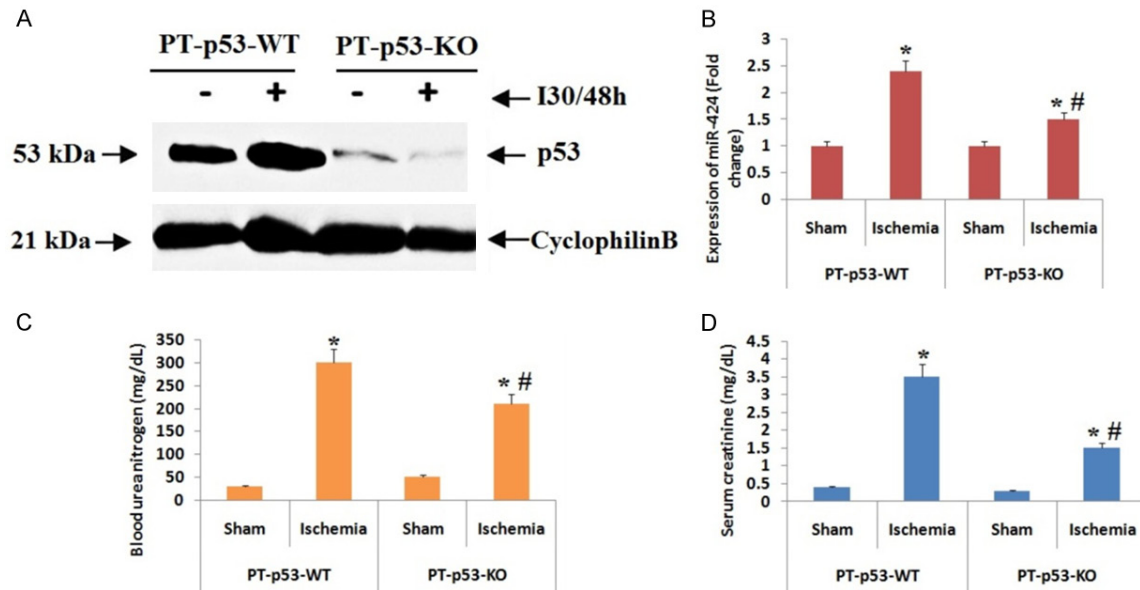 A
PT-p53-WT PT-p53-KO
- + - + I30/48h
53 kDa p53
21 kDa CyclophilinB
B
Expression of miR-424 (Fold
change)
3
2.5
2
1.5
1
0.5
0
* * #
Sham Ischemia Sham Ischemia
PT-p53-WT PT-p53-KO
C
Blood urea nitrogen (mg/dL)
350
300
250
200
150
100
50
0
* * #
Sham Ischemia Sham Ischemia
PT-p53-WT PT-p53-KO
D
Serum creatinine (mg/dL)
4.5
4
3.5
3
2.5
2
1.5
1
0.5
0
* * #
Sham Ischemia Sham Ischemia
PT-p53-WT PT-p53-KO